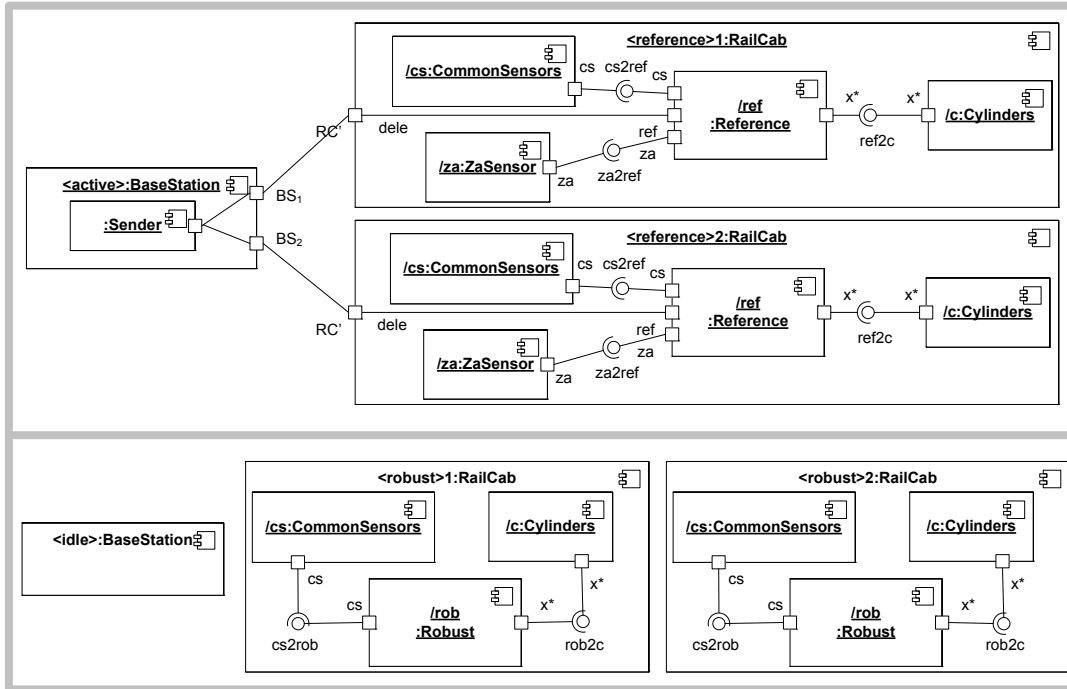 <reference>1:RailCab
/cs:CommonSensors
cs
cs2ref
cs
/ref
:Reference
x*
x*
ref2c
/c:Cylinders
RC'
dele
ref
za
/za:ZaSensor
za
za2ref
<active>:BaseStation
:Sender
BS₁
BS₂
<reference>2:RailCab
/cs:CommonSensors
cs
cs2ref
cs
/ref
:Reference
x*
x*
ref2c
/c:Cylinders
RC'
dele
ref
za
/za:ZaSensor
za
za2ref
<idle>:BaseStation
<robust>1:RailCab
/cs:CommonSensors
/c:Cylinders
cs
cs
x*
x*
/rob
:Robust
cs2rob
rob2c
<robust>2:RailCab
/cs:CommonSensors
/c:Cylinders
cs
cs
x*
x*
/rob
:Robust
cs2rob
rob2c